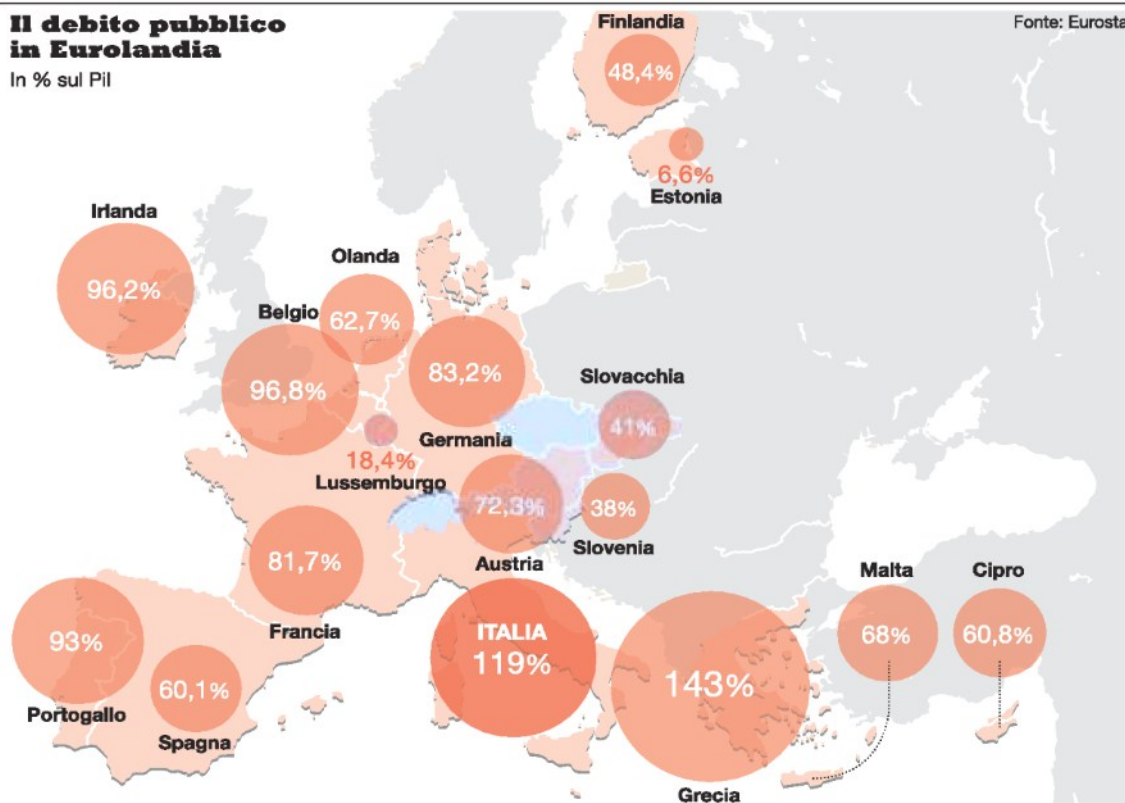 Il debito pubblico
in Eurolandia
In % sul Pil
Fonte: Eurosta
Finlandia
48,4%
6,6%
Estonia
Irlanda
96,2%
Olanda
62,7%
Belgio
96,8%
83,2%
Germania
Slovacchia
41%
18,4%
Lussemburgo
72,3%
Austria
38%
Slovenia
81,7%
Francia
Malta
68%
Cipro
60,8%
93%
Portogallo
60,1%
Spagna
ITALIA
119%
143%
Grecia